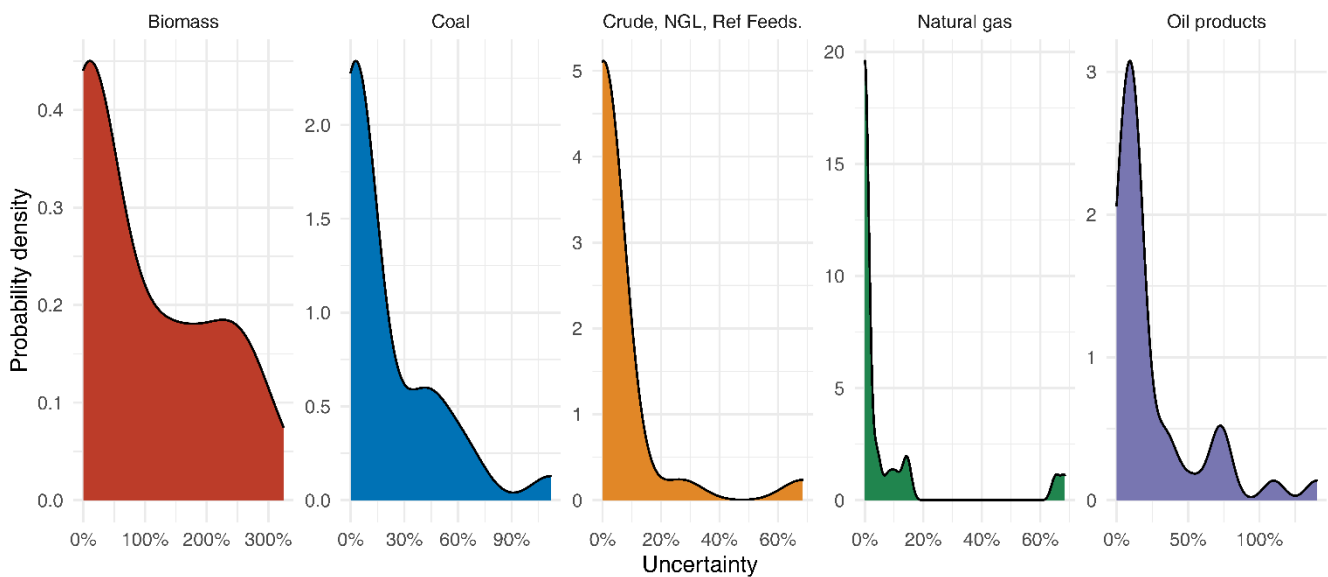 Biomass
Coal
Crude, NGL, Ref Feeds.
Natural gas
Oil products
Probability density
0.4
0.3
0.2
0.1
0.0
0% 100% 200% 300%
2.0
1.5
1.0
0.5
0.0
0% 30% 60% 90%
5
4
3
2
1
0
0% 20% 40% 60%
20
15
10
5
0
0% 20% 40% 60%
3
2
1
0
0% 50% 100%
Uncertainty